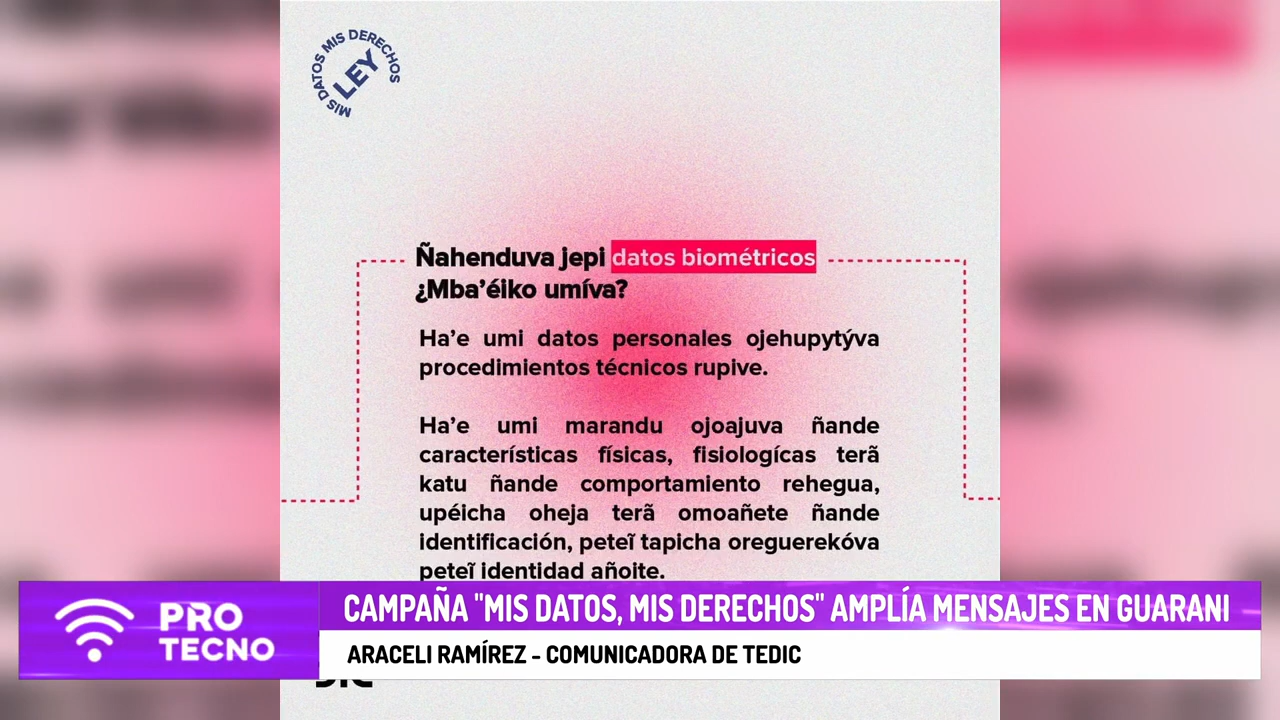 MIS DATOS MIS DERECHOS
LEY
Ñahenduva jepi datos biométricos
¿Mba’éiko umíva?
Ha’e umi datos personales ojehupytýva
procedimientos técnicos rupive.
Ha’e umi marandu ojoajuva ñande
características físicas, fisiologícas terã
katu ñande comportamiento rehegua,
upéicha oheja terã omoañete ñande
identificación, peteĩ tapicha oreguerekóva
peteĩ identidad añoite.
PRO
TECNO
CAMPAÑA "MIS DATOS, MIS DERECHOS" AMPLÍA MENSAJES EN GUARANI
ARACELI RAMÍREZ - COMUNICADORA DE TEDIC